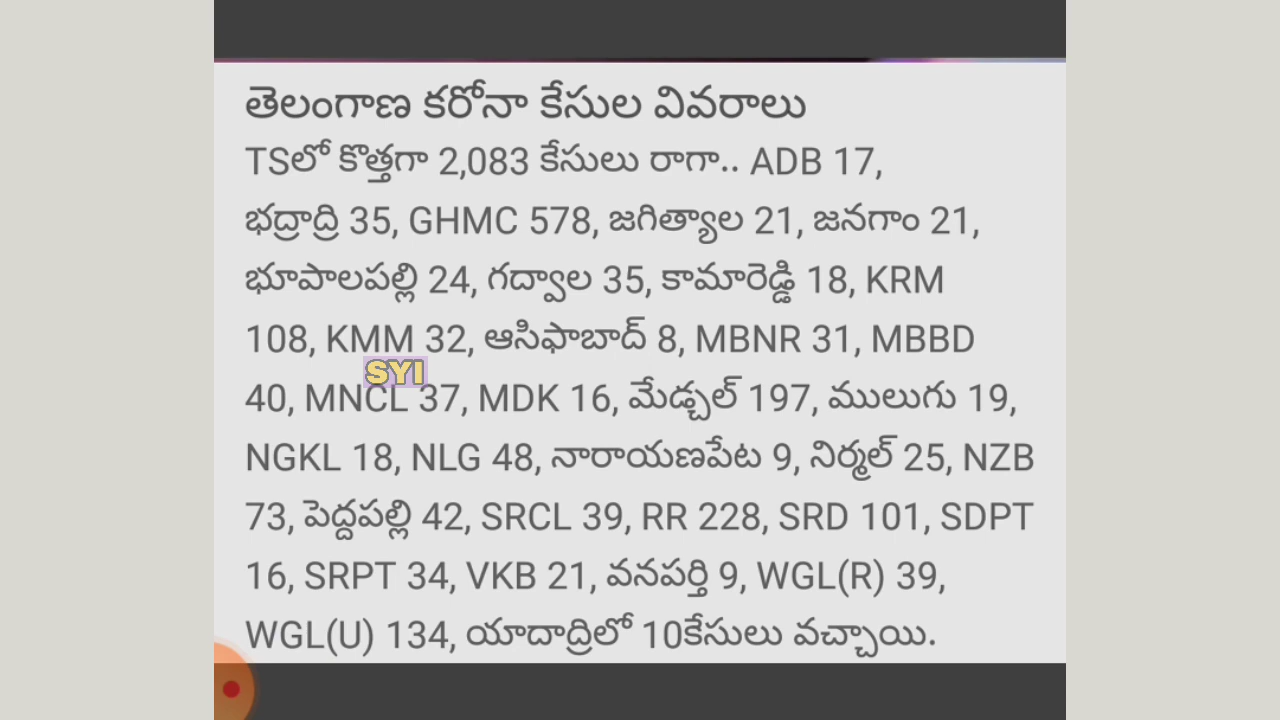 తెలంగాణ కరోనా కేసుల వివరాలు
TSలో కొత్తగా 2,083 కేసులు రాగా.. ADB 17,
భద్రాద్రి 35, GHMC 578, జగిత్యాల 21, జనగాం 21,
భూపాలపల్లి 24, గద్వాల 35, కామారెడ్డి 18, KRM
108, KMM 32, ఆసిఫాబాద్ 8, MBNR 31, MBBD
SYI
40, MNCL 37, MDK 16, మేడ్చల్ 197, ములుగు 19,
NGKL 18, NLG 48, నారాయణపేట 9, నిర్మల్ 25, NZB
73, పెద్దపల్లి 42, SRCL 39, RR 228, SRD 101, SDPT
16, SRPT 34, VKB 21, వనపర్తి 9, WGL(R) 39,
WGL(U) 134, యాదాద్రిలో 10కేసులు వచ్చాయి.